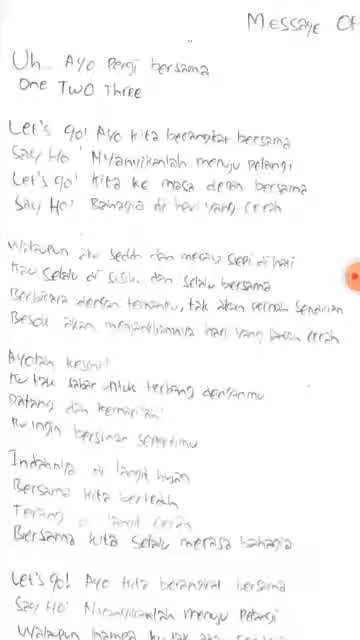 Message Of
Uh.. Ayo Pergi bersama
One Two Three
Let's go! Ayo kita berangkat bersama
Say Ho' Nyanyikanlah menuju pelangi
Let's go! kita ke masa depan bersama
Say Ho! Bahagia di hari yang cerah
Walaupun aku sedih dan merasa sepi di hari
Kau selalu di sisiku dan selalu bersama
Berbicara dengan temanku, tak akan pernah sendirian
Besok akan menjadi hari yang cerah
Ayolah kesini!
Ku tak sabar untuk terbang denganmu
Datang dan kemarilah!
Ku ingin bersinar sepertimu
Indahnya di langit hujan
Bersama kita
Terang di langit cerah
Bersama kita selalu merasa bahagia
Let's go! Ayo kita berangkat bersama
Say Ho! Nyanyikanlah menuju Pelangi
Walaupun hampa ku tak